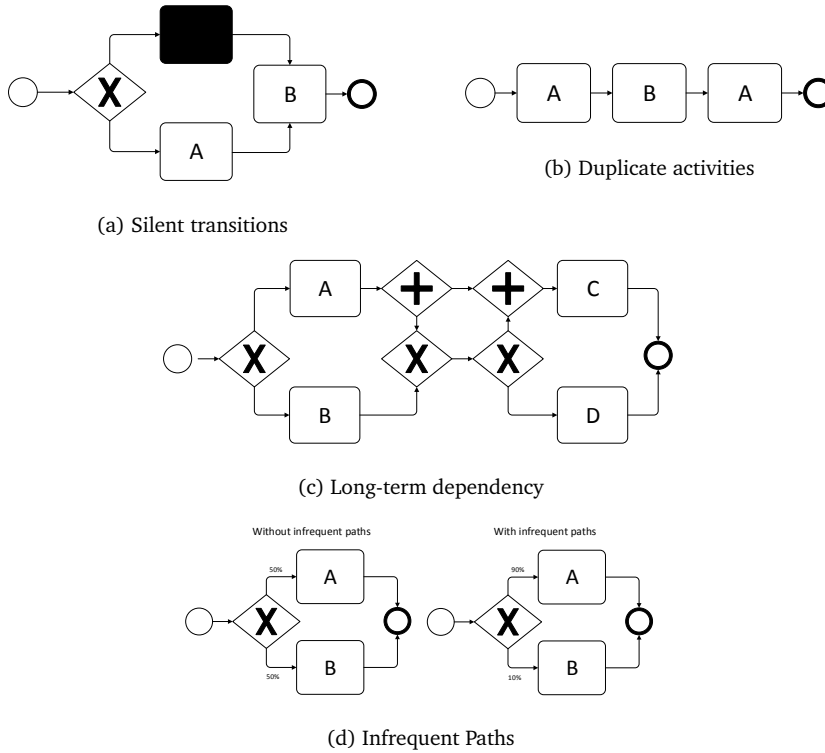 X
B
A
(a) Silent transitions
A B A
(b) Duplicate activities
A + + C
X X X
B D
(c) Long-term dependency
Without infrequent paths
50%
A
X
50%
B
With infrequent paths
90%
A
X
10%
B
(d) Infrequent Paths